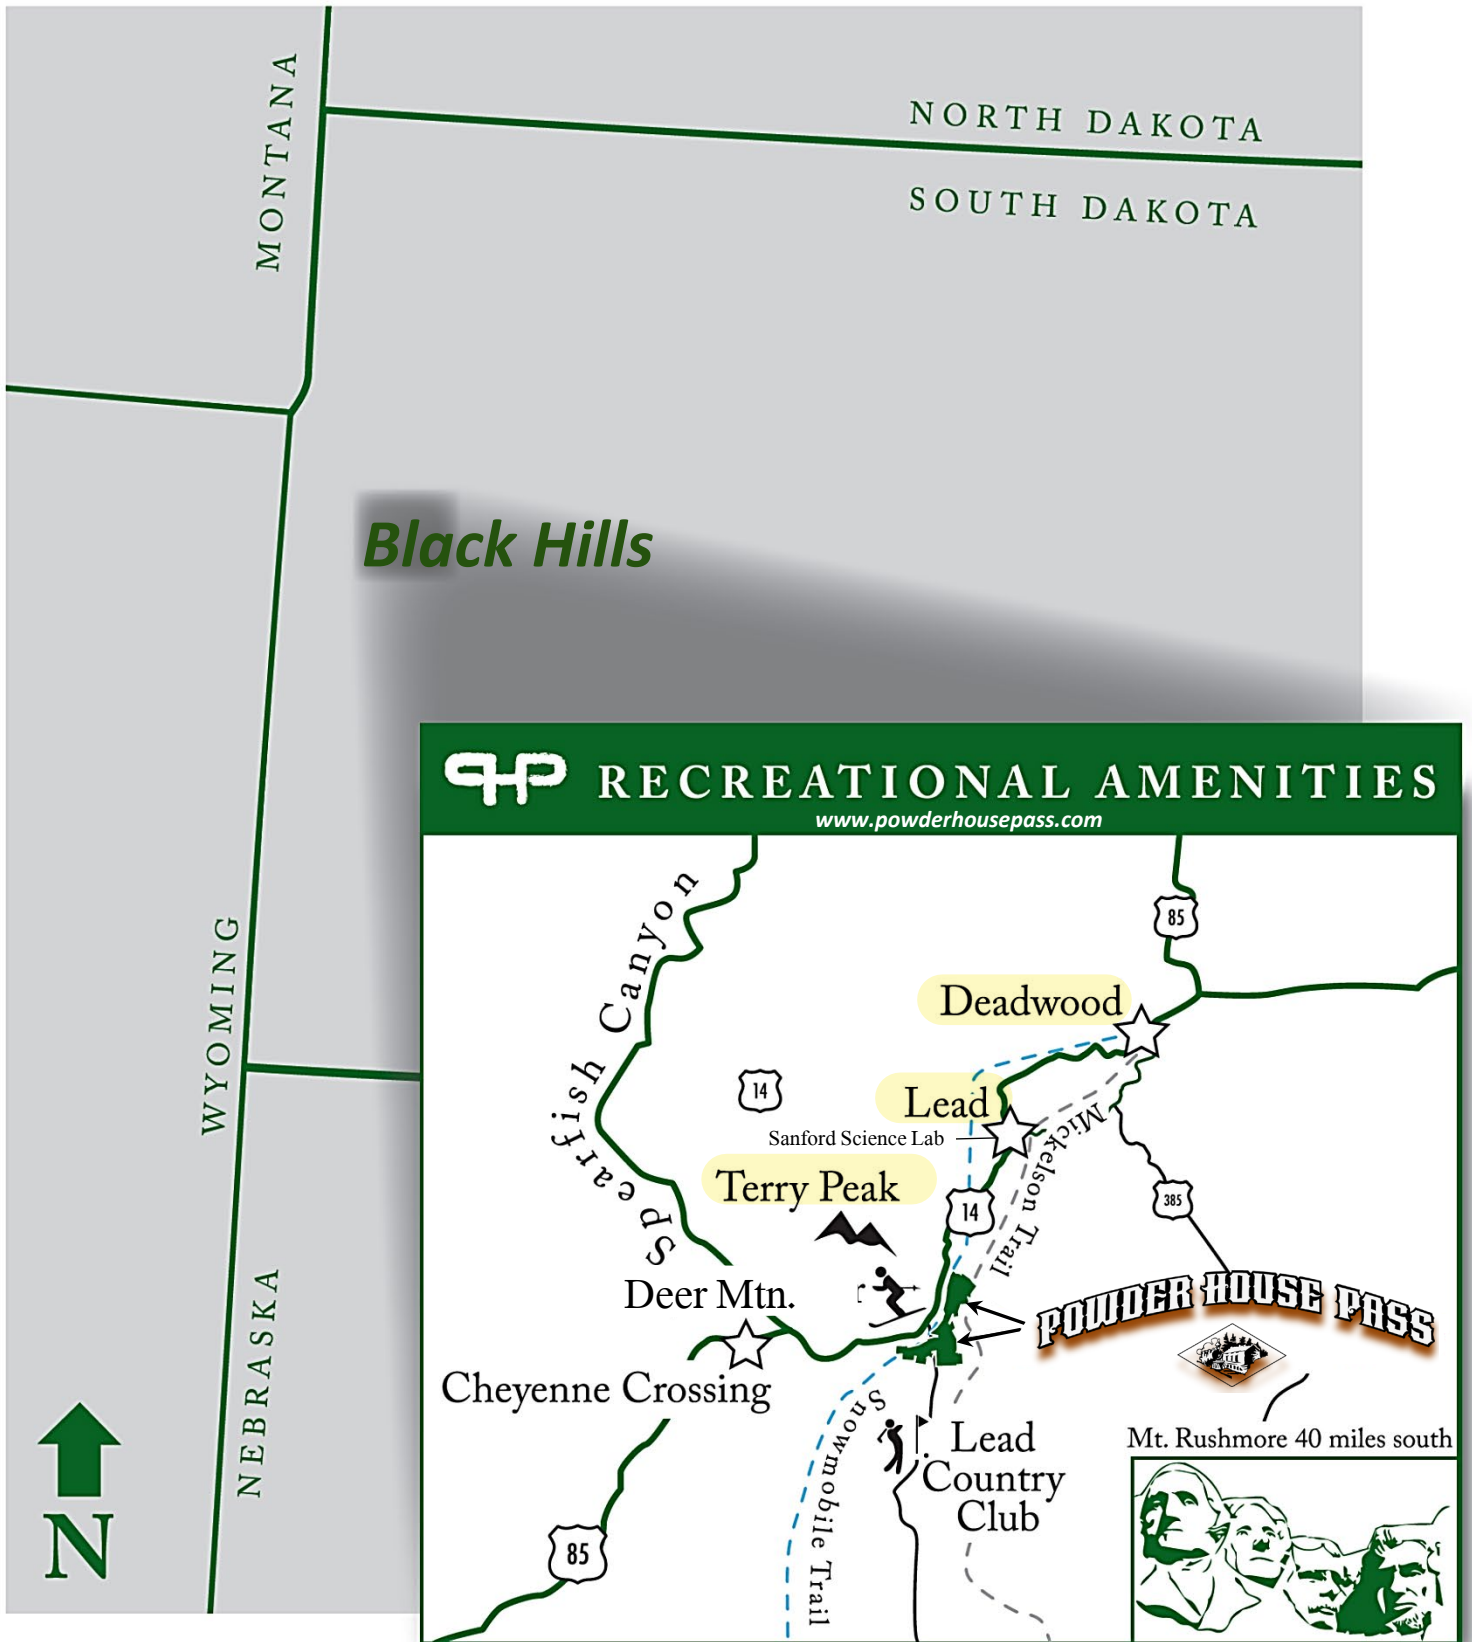 MONTANA
NORTH DAKOTA
SOUTH DAKOTA
Black Hills
WYOMING
NEBRASKA
N
PHP RECREATIONAL AMENITIES
www.powderhousepass.com
Spearfish Canyon
85
Deadwood
14
Lead
Sanford Science Lab
Mickelson Trail
Terry Peak
14
385
Deer Mtn.
POWDER HOUSE PASS
Cheyenne Crossing
Snowmobile Trail
Lead
Country
Club
Mt. Rushmore 40 miles south
85